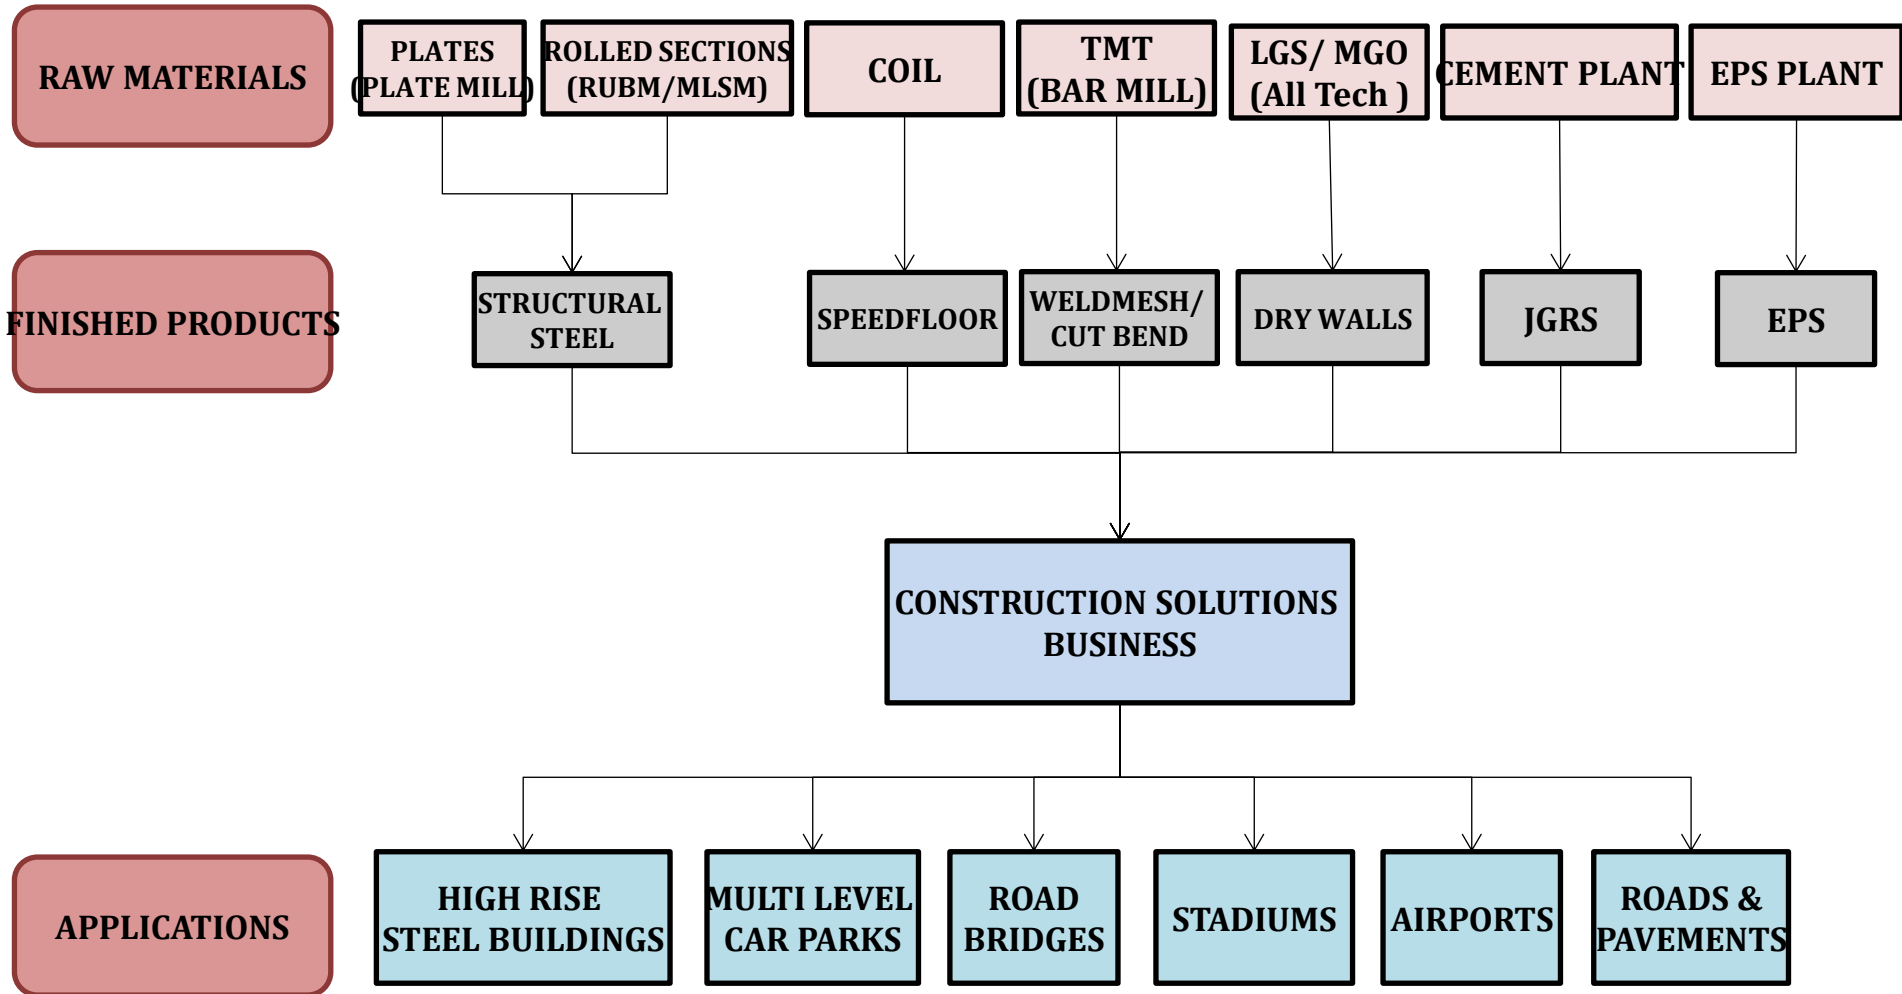 RAW MATERIALS
PLATES
(PLATE MILL)
ROLLED SECTIONS
(RUBM/MLSM)
COIL
TMT
(BAR MILL)
LGS/ MGO
(All Tech )
CEMENT PLANT
EPS PLANT
FINISHED PRODUCTS
STRUCTURAL
STEEL
SPEEDFLOOR
WELDMESH/
CUT BEND
DRY WALLS
JGRS
EPS
CONSTRUCTION SOLUTIONS
BUSINESS
APPLICATIONS
HIGH RISE
STEEL BUILDINGS
MULTI LEVEL
CAR PARKS
ROAD
BRIDGES
STADIUMS
AIRPORTS
ROADS &
PAVEMENTS